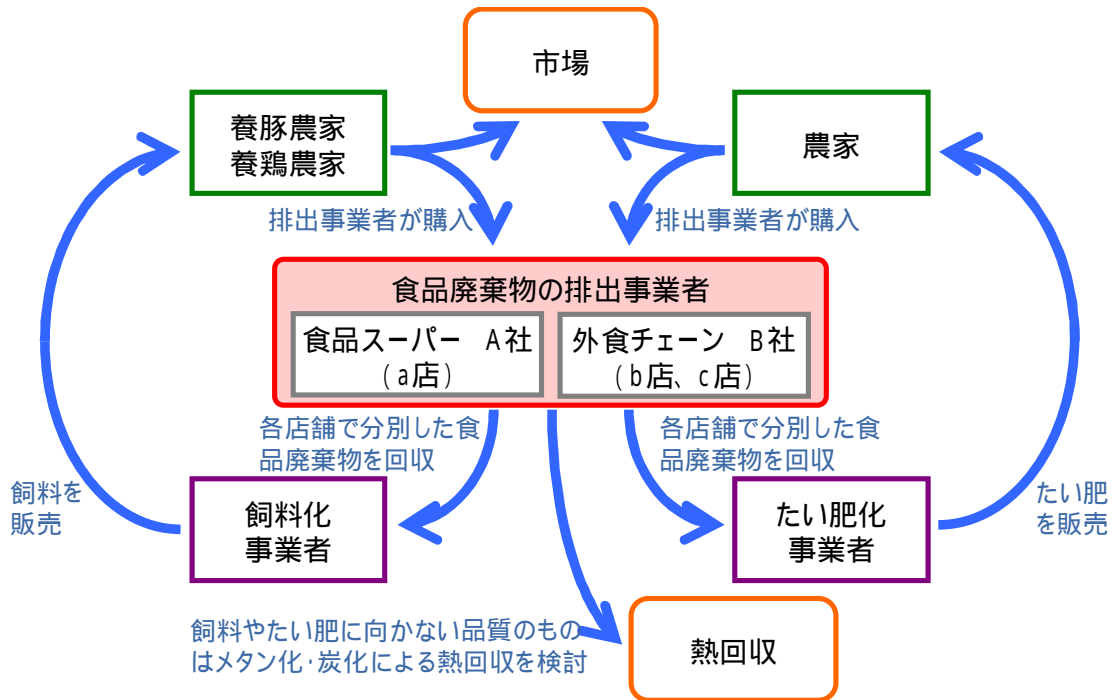 市場
養豚農家
養鶏農家
農家
排出事業者が購入
排出事業者が購入
食品廃棄物の排出事業者
食品スーパー　A社
(a店)
外食チェーン　B社
(b店、c店)
各店舗で分別した食
品廃棄物を回収
各店舗で分別した食
品廃棄物を回収
飼料を
販売
飼料化
事業者
たい肥化
事業者
たい肥
を販売
飼料やたい肥に向かない品質のもの
はメタン化・炭化による熱回収を検討
熱回収